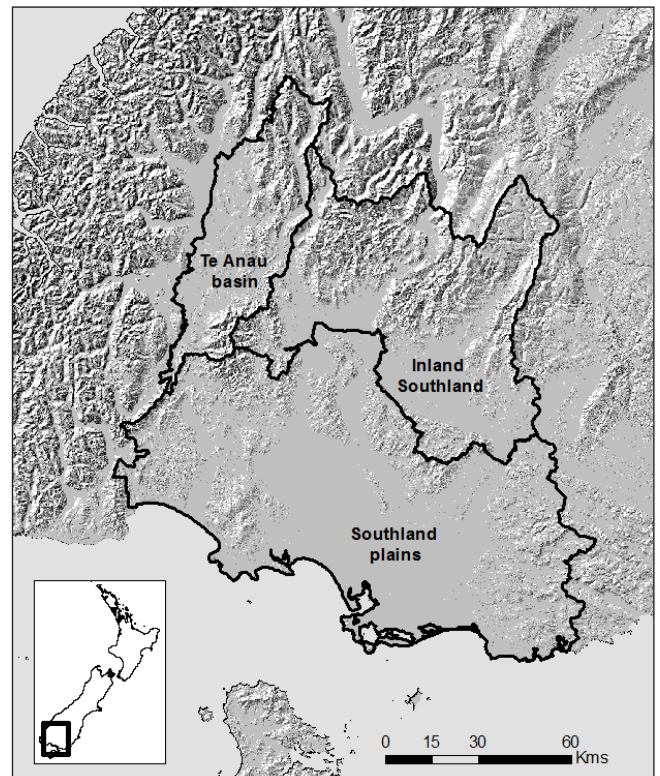 Te Anau
basin
Inland
Southland
Southland
plains
0 15 30 60
Kms